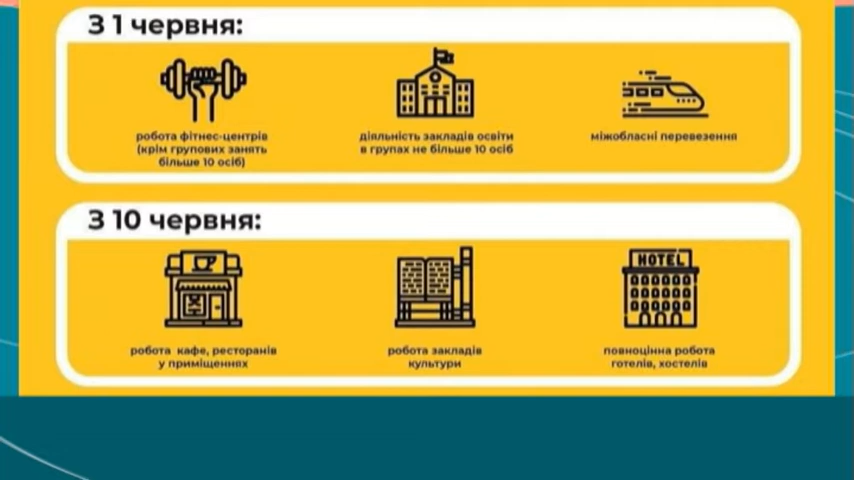 З 1 червня:
робота фітнес-центрів
(крім групових занять
більше 10 осіб)
діяльність закладів освіти
в групах не більше 10 осіб
міжобласні перевезення
З 10 червня:
HOTEL
робота кафе, ресторанів
у приміщеннях
робота закладів
культури
повноцінна робота
готелів, хостелів